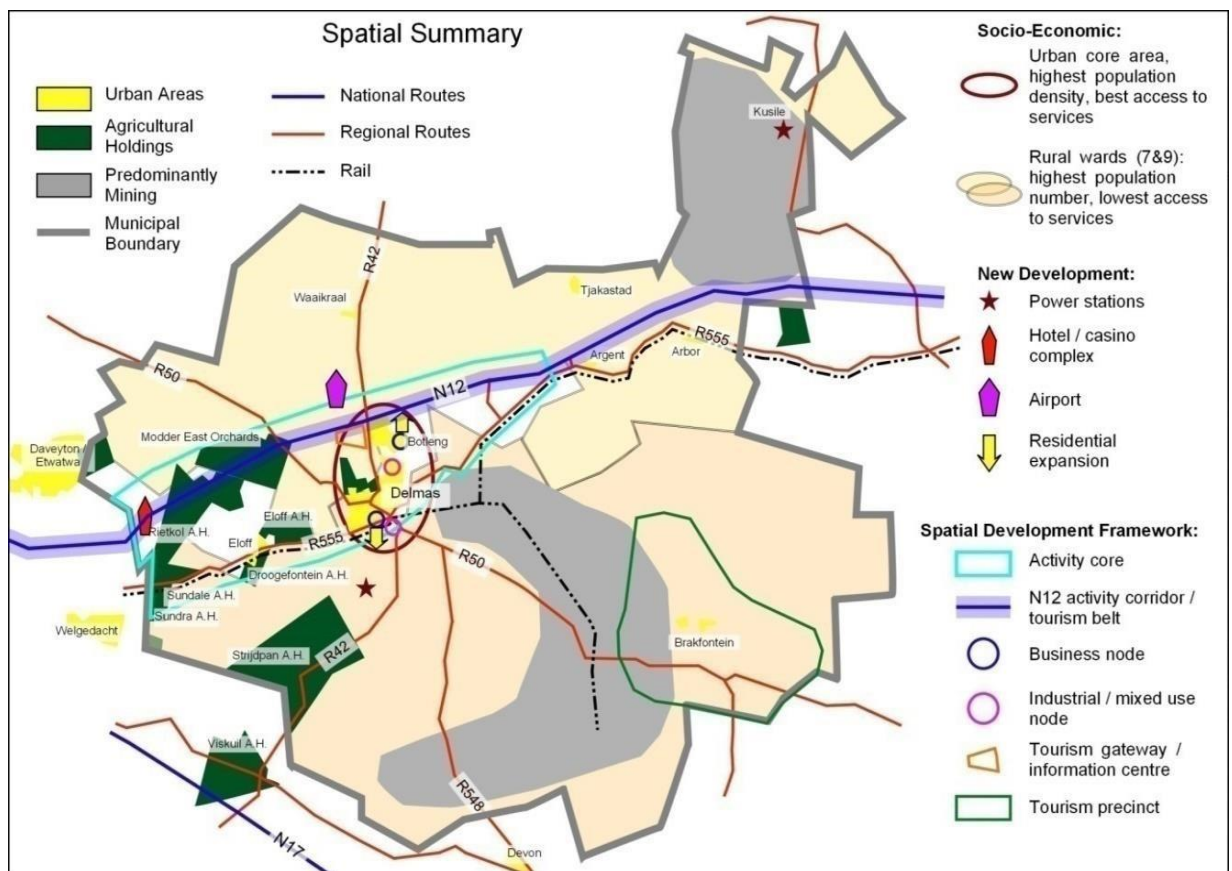 Spatial Summary
Urban Areas
Agricultural
Holdings
Predominantly
Mining
Municipal
Boundary
National Routes
Regional Routes
Rail
Socio-Economic:
Urban core area,
highest population
density, best access to
services
Rural wards (7&9):
highest population
number, lowest access
to services
New Development:
Power stations
Hotel / casino
complex
Airport
Residential
expansion
Spatial Development Framework:
Activity core
N12 activity corridor /
tourism belt
Business node
Industrial / mixed use
node
Tourism gateway /
information centre
Tourism precinct
Kusile
R42
Waaikraal
Tjakastad
R555
Argent
Arbor
R50
N12
Modder East Orchards
Daveyton /
Etwatwa
Botleng
Delmas
Rietkol A.H.
Eloff A.H.
Eloff
R555
Droogefontein A.H.
R50
Sundale A.H.
Sundra A.H.
Welgedacht
Strijdpan A.H.
R42
Brakfontein
Viskuil A.H.
R548
N17
Devon